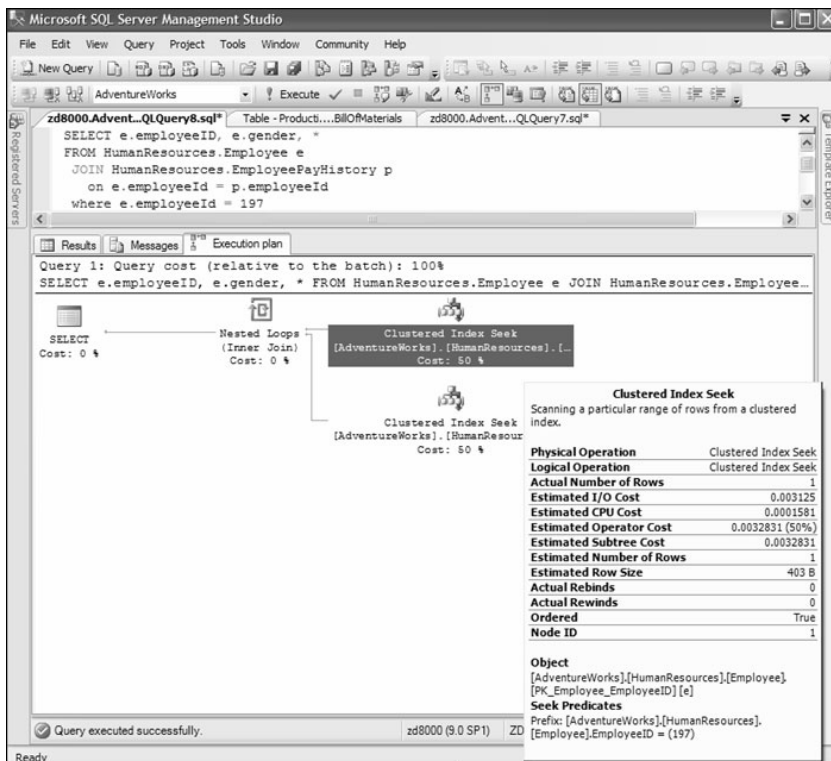 Microsoft SQL Server Management Studio
File Edit View Query Project Tools Window Community Help
New Query
AdventureWorks Execute
zd8000.Advent...QLQuery8.sql* Table - Producti....BillOfMaterials zd8000.Advent...QLQuery7.sql*
Registered Servers
Template Explorer
SELECT e.employeeID, e.gender, *
FROM HumanResources.Employee e
JOIN HumanResources.EmployeePayHistory p
on e.employeeId = p.employeeId
where e.employeeId = 197
Results Messages Execution plan
Query 1: Query cost (relative to the batch): 100%
SELECT e.employeeID, e.gender, * FROM HumanResources.Employee e JOIN HumanResources.Employee...
SELECT
Cost: 0 %
Nested Loops
(Inner Join)
Cost: 0 %
Clustered Index Seek
[AdventureWorks].[HumanResources].[...
Cost: 50 %
Clustered Index Seek
[AdventureWorks].[HumanResour
Cost: 50 %
Clustered Index Seek
Scanning a particular range of rows from a clustered
index.
Physical Operation Clustered Index Seek
Logical Operation Clustered Index Seek
Actual Number of Rows 1
Estimated I/O Cost 0.003125
Estimated CPU Cost 0.0001581
Estimated Operator Cost 0.0032831 (50%)
Estimated Subtree Cost 0.0032831
Estimated Number of Rows 1
Estimated Row Size 403 B
Actual Rebinds 0
Actual Rewinds 0
Ordered True
Node ID 1
Object
[AdventureWorks].[HumanResources].[Employee].
[PK_Employee_EmployeeID] [e]
Seek Predicates
Prefix: [AdventureWorks].[HumanResources].
[Employee].EmployeeID = (197)
Query executed successfully. zd8000 (9.0 SP1) ZD
Ready